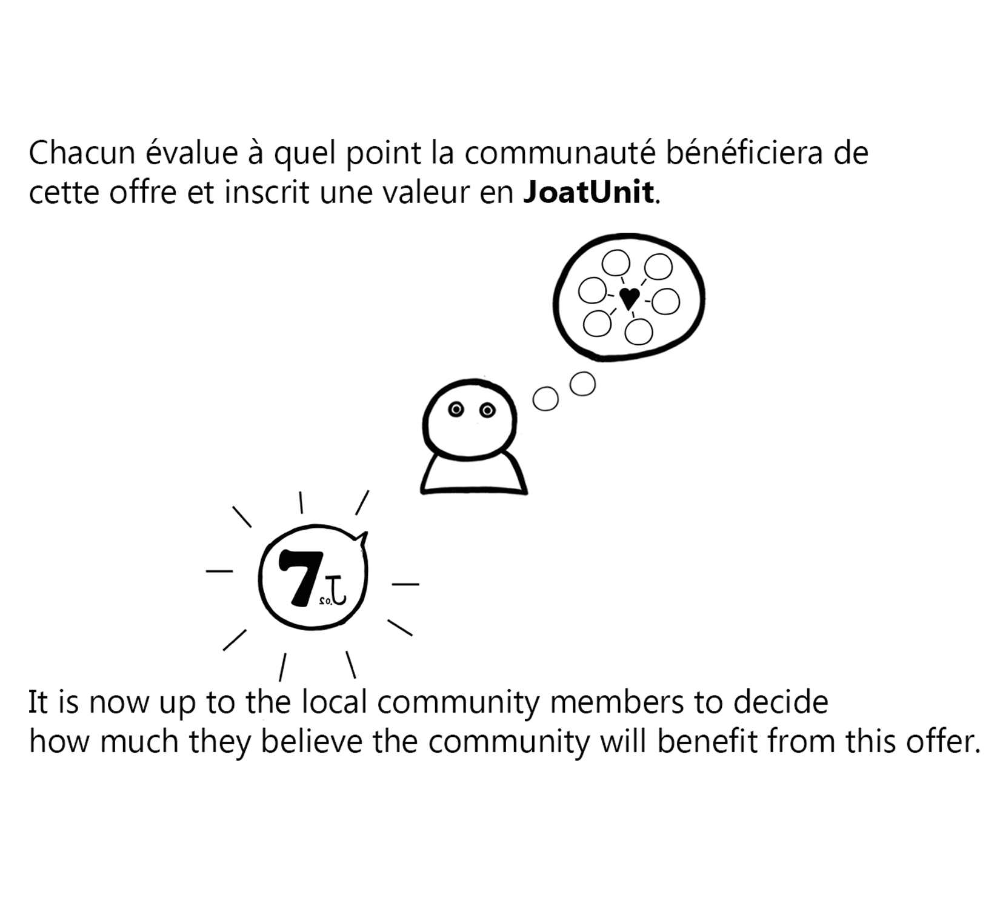 Chacun évalue à quel point la communauté bénéficiera de
cette offre et inscrit une valeur en JoatUnit.
7
It is now up to the local community members to decide
how much they believe the community will benefit from this offer.